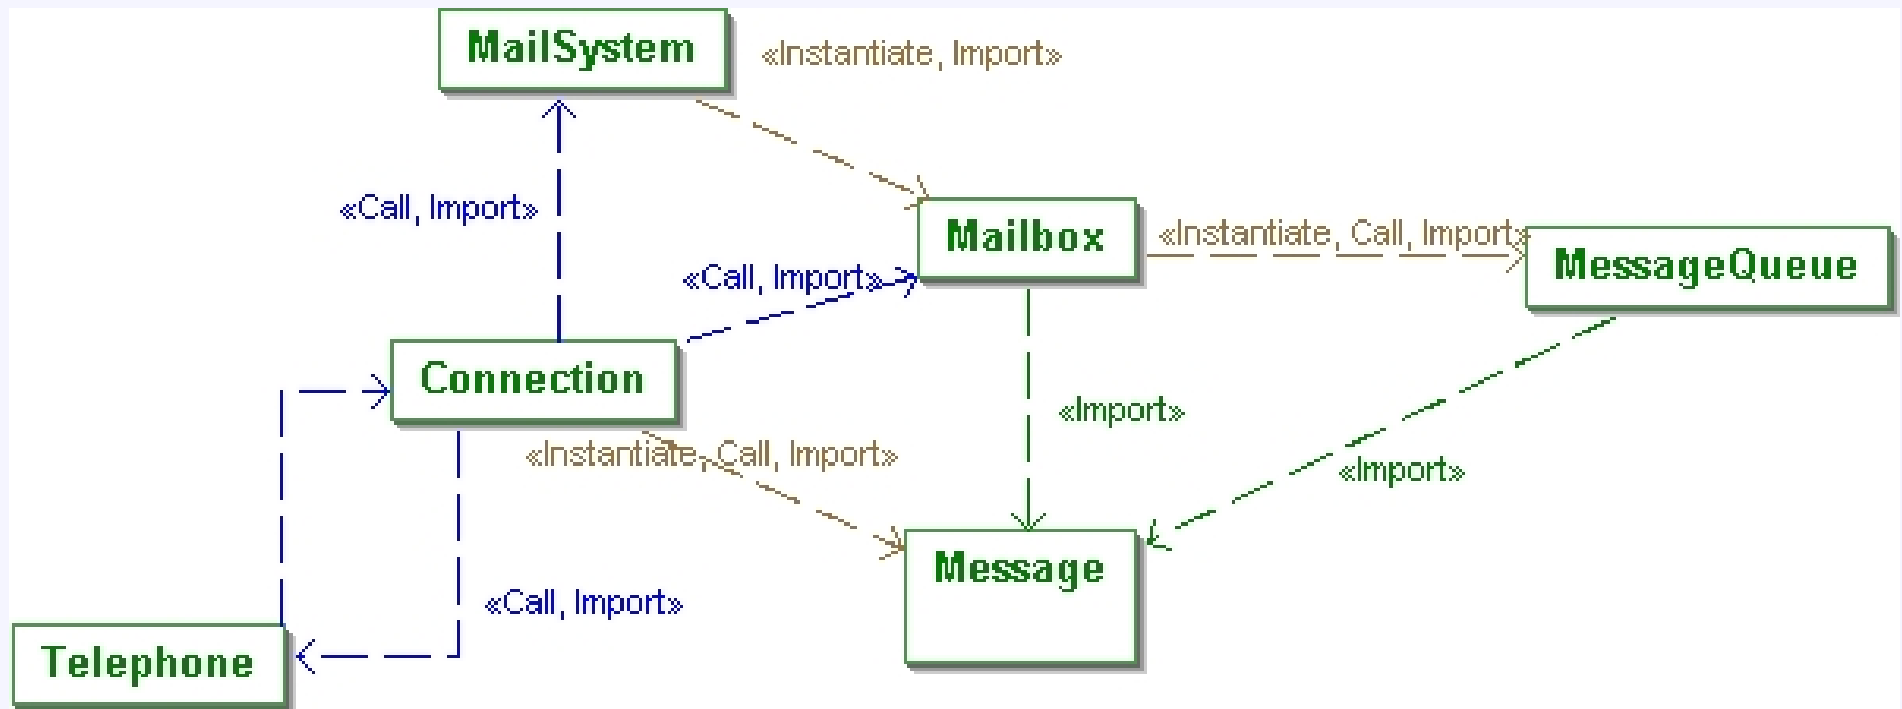 MailSystem
«Instantiate, Import»
«Call, Import»
Mailbox
«Instantiate, Call, Import»
MessageQueue
«Call, Import»
Connection
«Import»
«Instantiate, Call, Import»
«Import»
Message
«Call, Import»
Telephone